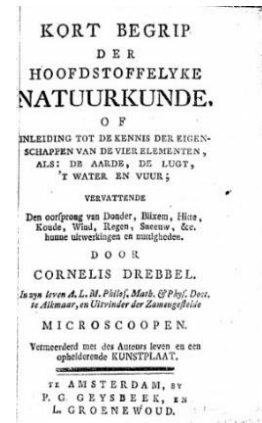 KORT BEGRIP
DER
HOOFDSTOFFELYKE
NATUURKUNDE,
OF
INLEIDING TOT DE KENNIS DER EIGEN-
SCHAPPEN VAN DE VIER ELEMENTEN,
ALS: DE AARDE, DE LUGT,
'T WATER EN VUUR;
VERVATTENDE
Den oorsprong van Donder, Blixem, Hitte,
Koude, Wind, Regen, Sneeuw, &c.
hunne uitwerkingen en nuttigheden.
DOOR
CORNELIS DREBBEL.
In zyn leven A. L. M. Philos, Math. & Phys. Doct.
te Alkmaar, en Uitvinder der Zamengestelde
MICROSCOOPEN.
Vermeerderd met des Auteurs leven en een
ophelderende KUNSTPLAAT.
TE AMSTERDAM, BY
P. G. GEYSBEEK, EN
L. GROENEWOUD.